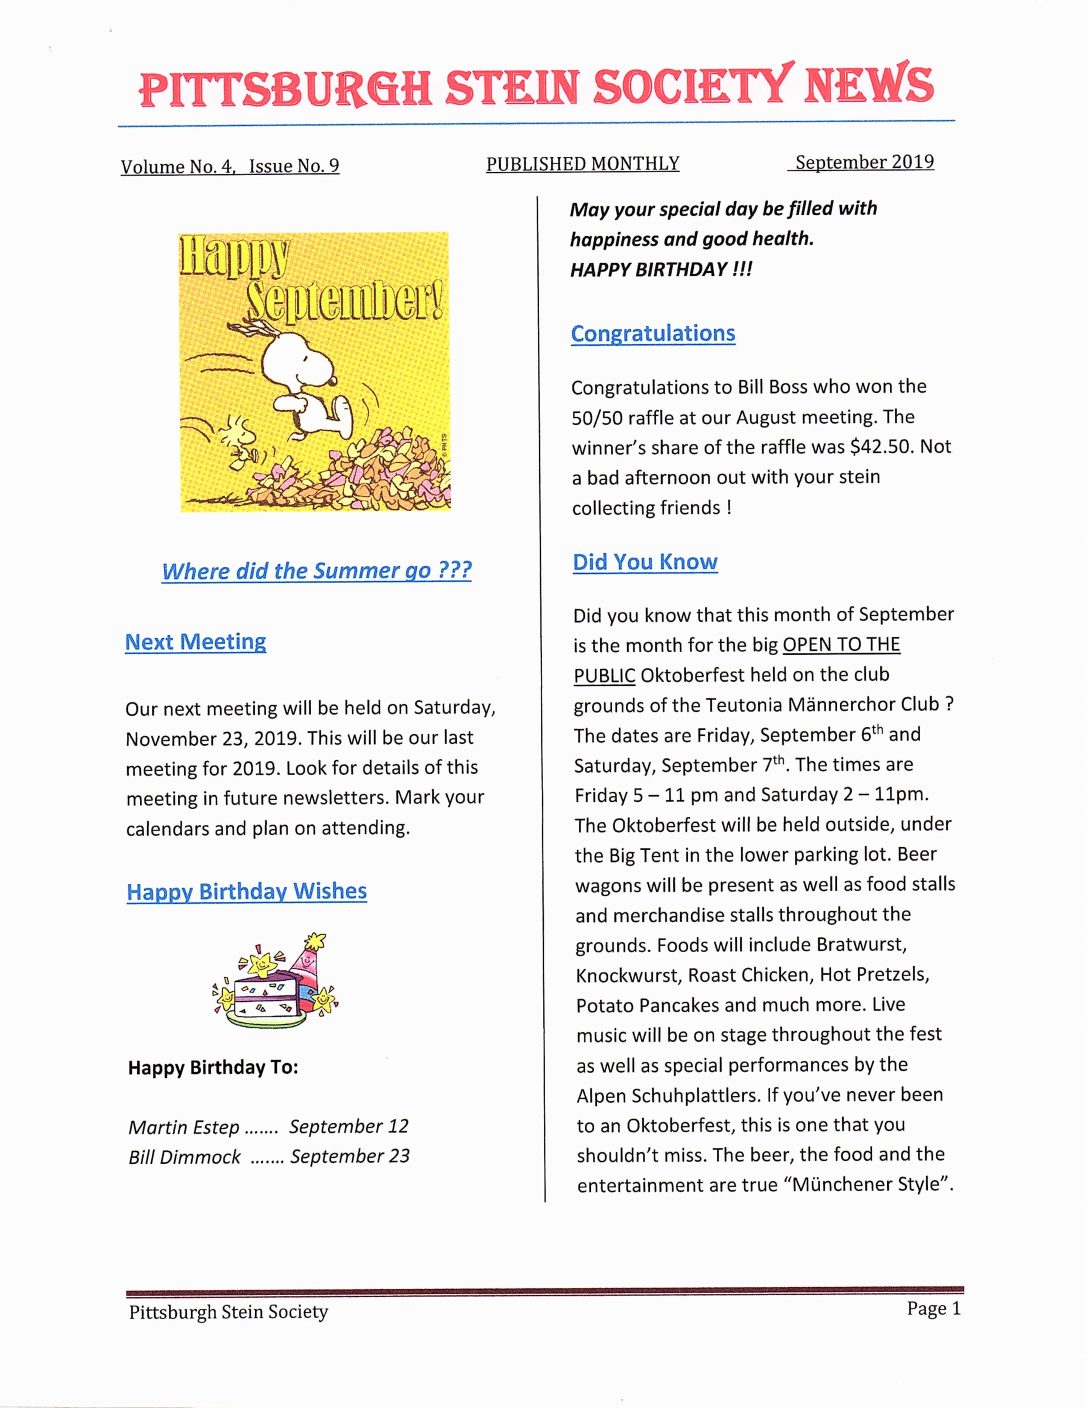 PITTSBURGH STEIN SOCIETY NEWS
Volume No. 4, Issue No. 9 PUBLISHED MONTHLY September 2019
Happy
September!
© PNTS
Where did the Summer go ???
Next Meeting
Our next meeting will be held on Saturday,
November 23, 2019. This will be our last
meeting for 2019. Look for details of this
meeting in future newsletters. Mark your
calendars and plan on attending.
Happy Birthday Wishes
Happy Birthday To:
Martin Estep ....... September 12
Bill Dimmock ....... September 23
May your special day be filled with
happiness and good health.
HAPPY BIRTHDAY !!!
Congratulations
Congratulations to Bill Boss who won the
50/50 raffle at our August meeting. The
winner's share of the raffle was $42.50. Not
a bad afternoon out with your stein
collecting friends !
Did You Know
Did you know that this month of September
is the month for the big OPEN TO THE
PUBLIC Oktoberfest held on the club
grounds of the Teutonia Männerchor Club ?
The dates are Friday, September 6th and
Saturday, September 7th. The times are
Friday 5 – 11 pm and Saturday 2 – 11pm.
The Oktoberfest will be held outside, under
the Big Tent in the lower parking lot. Beer
wagons will be present as well as food stalls
and merchandise stalls throughout the
grounds. Foods will include Bratwurst,
Knockwurst, Roast Chicken, Hot Pretzels,
Potato Pancakes and much more. Live
music will be on stage throughout the fest
as well as special performances by the
Alpen Schuhplattlers. If you've never been
to an Oktoberfest, this is one that you
shouldn't miss. The beer, the food and the
entertainment are true "Münchener Style".
Pittsburgh Stein Society Page 1